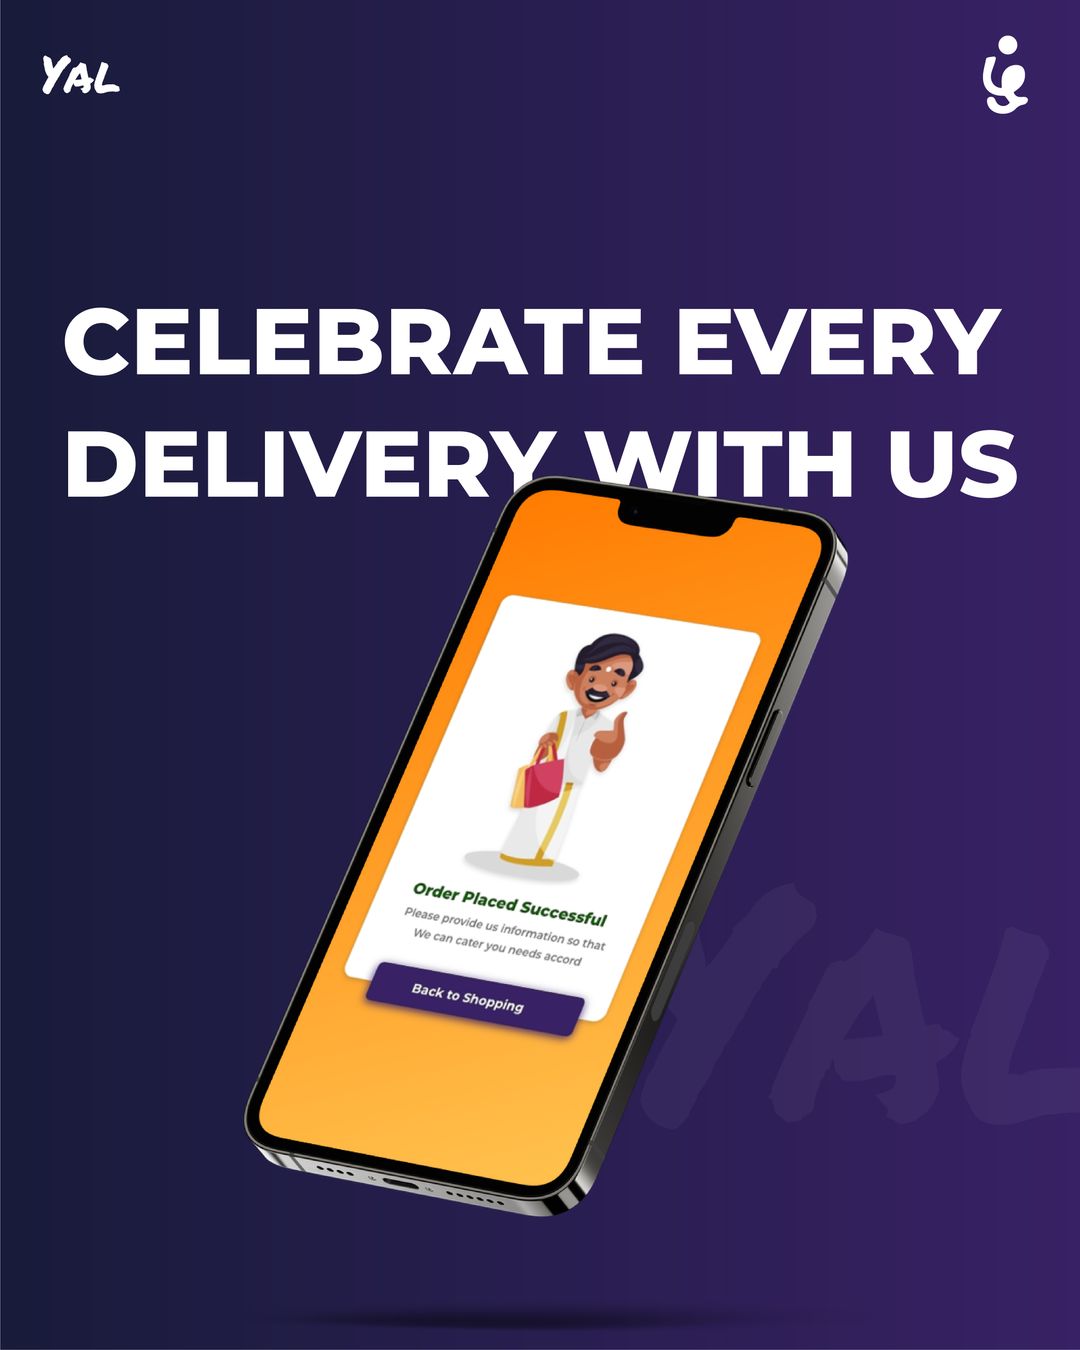 YAL
CELEBRATE EVERY
DELIVERY WITH US
Order Placed Successful
Please provide us information so that
We can cater you needs accord
Back to Shopping
YAL